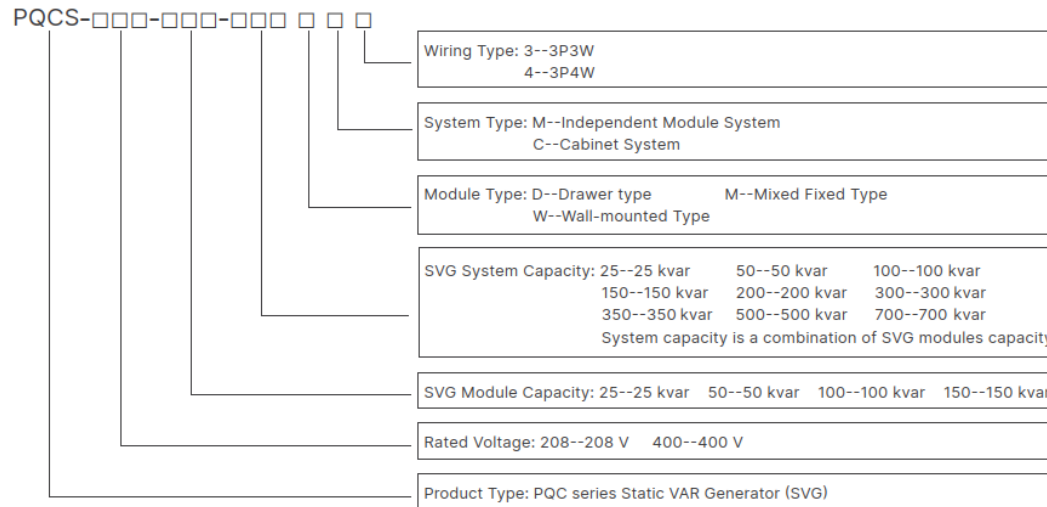 PQCS-□□□-□□□-□□□ □ □ □
Wiring Type: 3--3P3W
4--3P4W
System Type: M--Independent Module System
C--Cabinet System
Module Type: D--Drawer type M--Mixed Fixed Type
W--Wall-mounted Type
SVG System Capacity: 25--25 kvar 50--50 kvar 100--100 kvar
150--150 kvar 200--200 kvar 300--300 kvar
350--350 kvar 500--500 kvar 700--700 kvar
System capacity is a combination of SVG modules capacity
SVG Module Capacity: 25--25 kvar 50--50 kvar 100--100 kvar 150--150 kvar
Rated Voltage: 208--208 V 400--400 V
Product Type: PQC series Static VAR Generator (SVG)